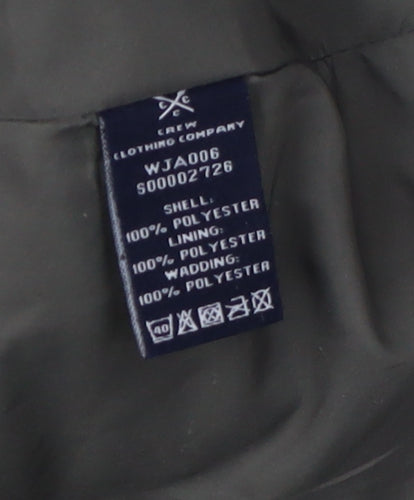 C C C
CREW
CLOTHING COMPANY
WJA006
S00002726
SHELL:
100% POLYESTER
LINING:
100% POLYESTER
WADDING:
100% POLYESTER
40